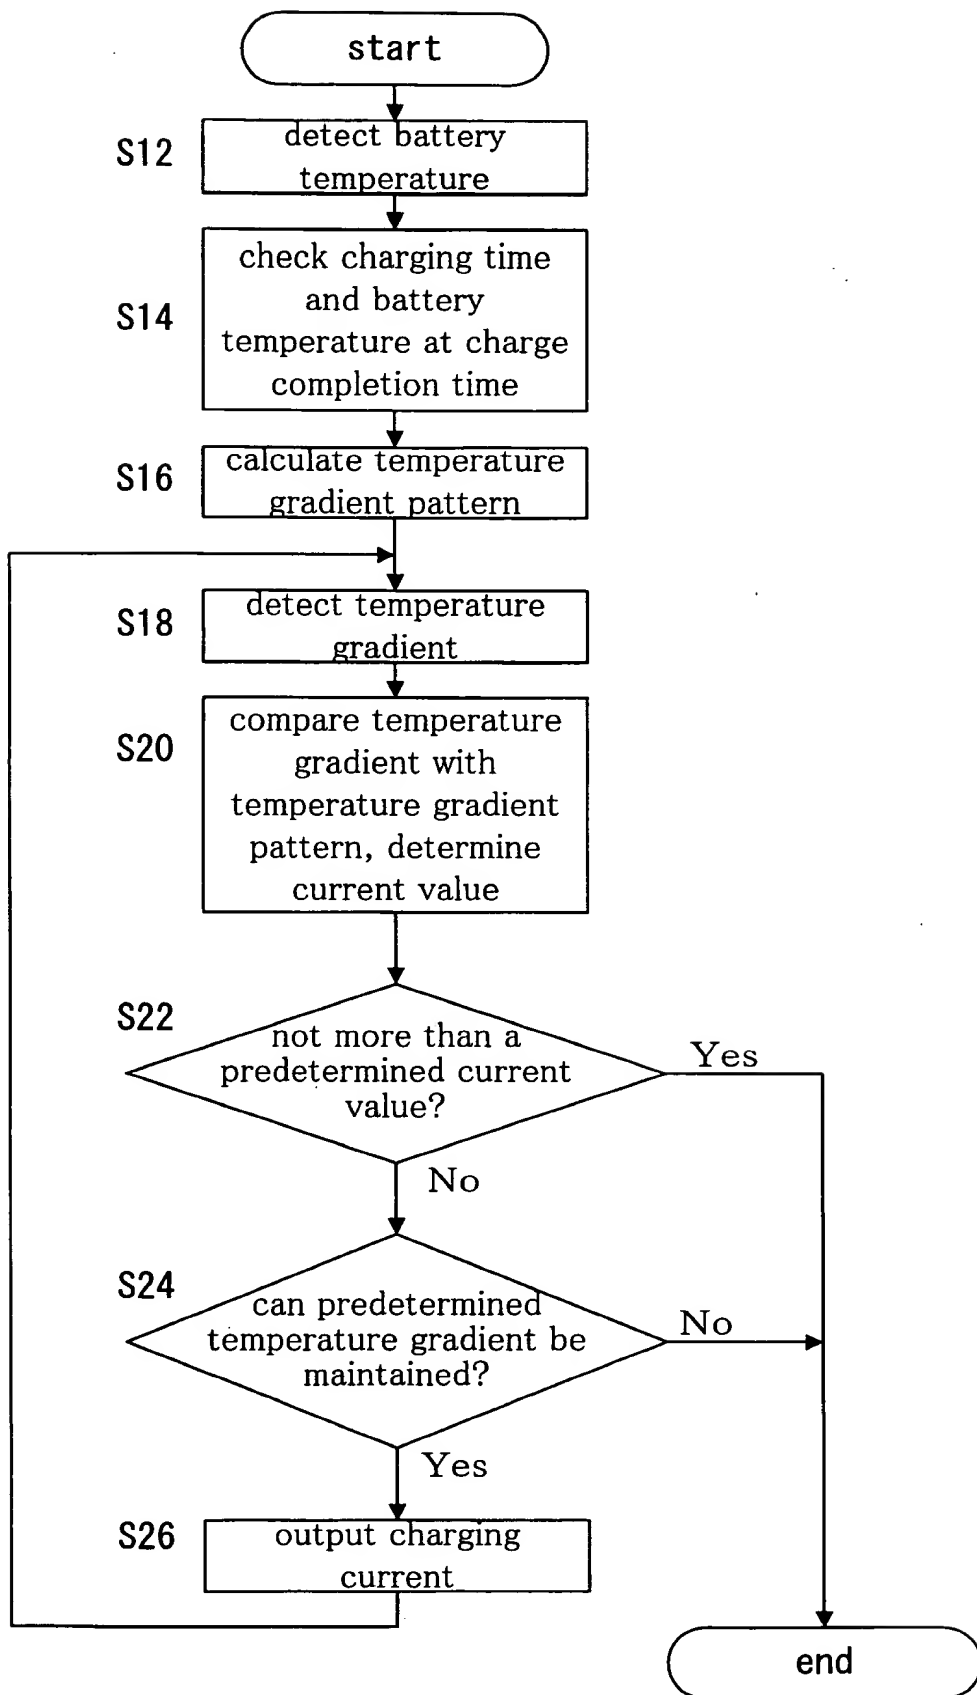 start
S12
detect battery
temperature
S14
check charging time
and battery
temperature at charge
completion time
S16
calculate temperature
gradient pattern
S18
detect temperature
gradient
S20
compare temperature
gradient with
temperature gradient
pattern, determine
current value
S22
not more than a
predetermined current
value?
Yes
No
S24
can predetermined
temperature gradient be
maintained?
No
Yes
S26
output charging
current
end